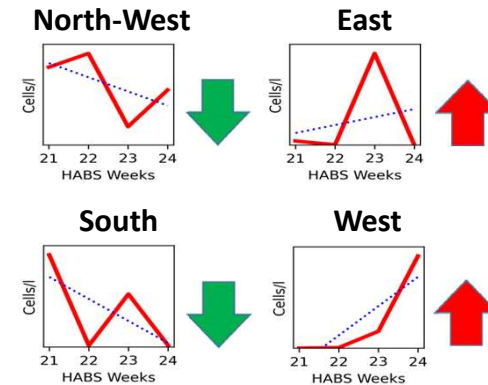 North-West
Cells/l
21 22 23 24
HABS Weeks
East
Cells/l
21 22 23 24
HABS Weeks
South
Cells/l
21 22 23 24
HABS Weeks
West
Cells/l
21 22 23 24
HABS Weeks